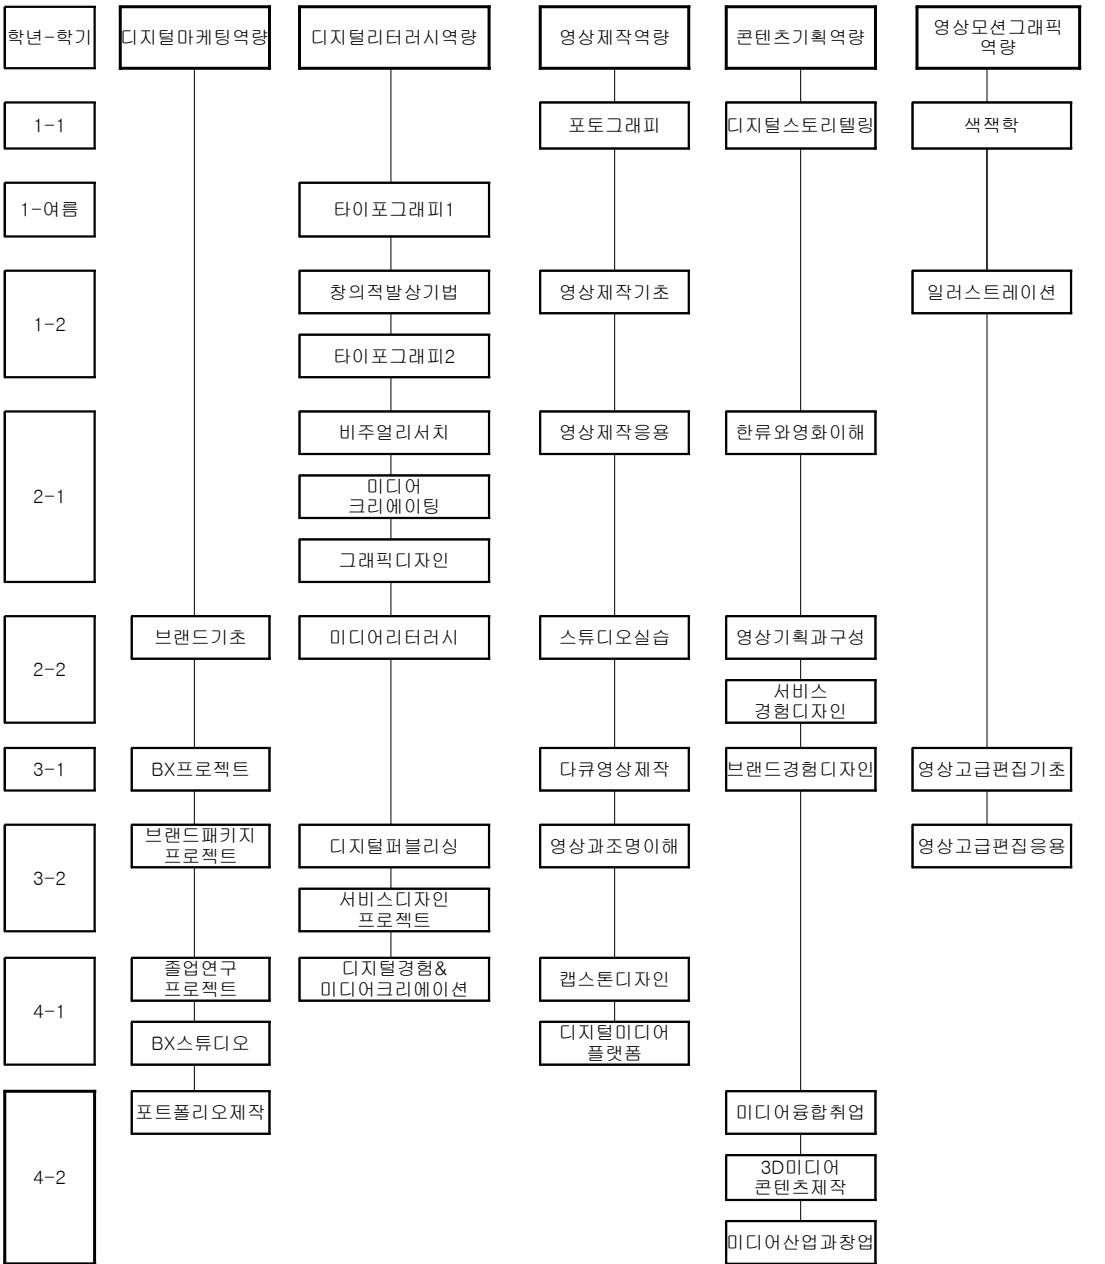 학년-학기
디지털마케팅역량
디지털리터러시역량
영상제작역량
콘텐츠기획역량
영상모션그래픽
역량
1-1
포토그래피
디지털스토리텔링
색잭학
1-여름
타이포그래피1
1-2
창의적발상기법
영상제작기초
일러스트레이션
타이포그래피2
2-1
비주얼리서치
영상제작응용
한류와영화이해
미디어
크리에이팅
그래픽디자인
2-2
브랜드기초
미디어리터러시
스튜디오실습
영상기획과구성
서비스
경험디자인
3-1
BX프로젝트
다큐영상제작
브랜드경험디자인
영상고급편집기초
3-2
브랜드패키지
프로젝트
디지털퍼블리싱
영상과조명이해
영상고급편집응용
서비스디자인
프로젝트
4-1
졸업연구
프로젝트
디지털경험&
미디어크리에이션
캡스톤디자인
BX스튜디오
디지털미디어
플랫폼
4-2
포트폴리오제작
미디어융합취업
3D미디어
콘텐츠제작
미디어산업과창업